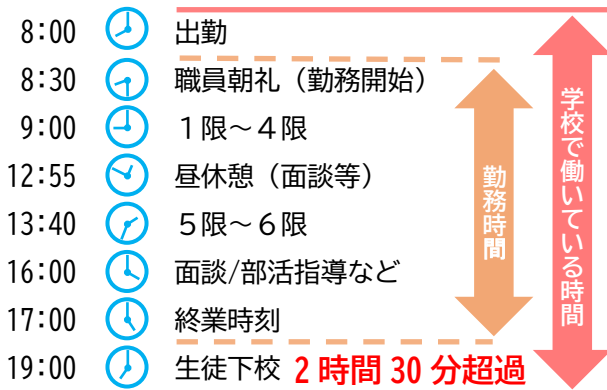 8:00 出勤
8:30 職員朝礼（勤務開始）
9:00 １限～４限
12:55 昼休憩（面談等）
13:40 ５限～６限
16:00 面談/部活指導など
17:00 終業時刻
19:00 生徒下校 2時間30分超過
勤務時間
学校で働いている時間